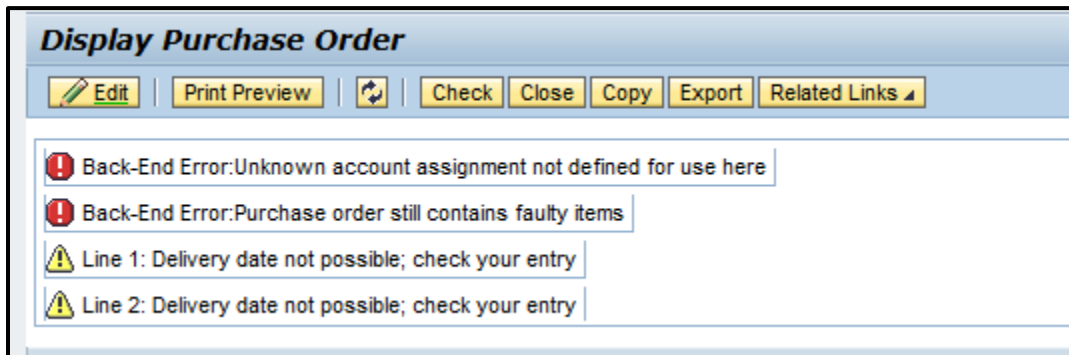 Display Purchase Order
Edit Print Preview Check Close Copy Export Related Links
Back-End Error:Unknown account assignment not defined for use here
Back-End Error:Purchase order still contains faulty items
Line 1: Delivery date not possible; check your entry
Line 2: Delivery date not possible; check your entry